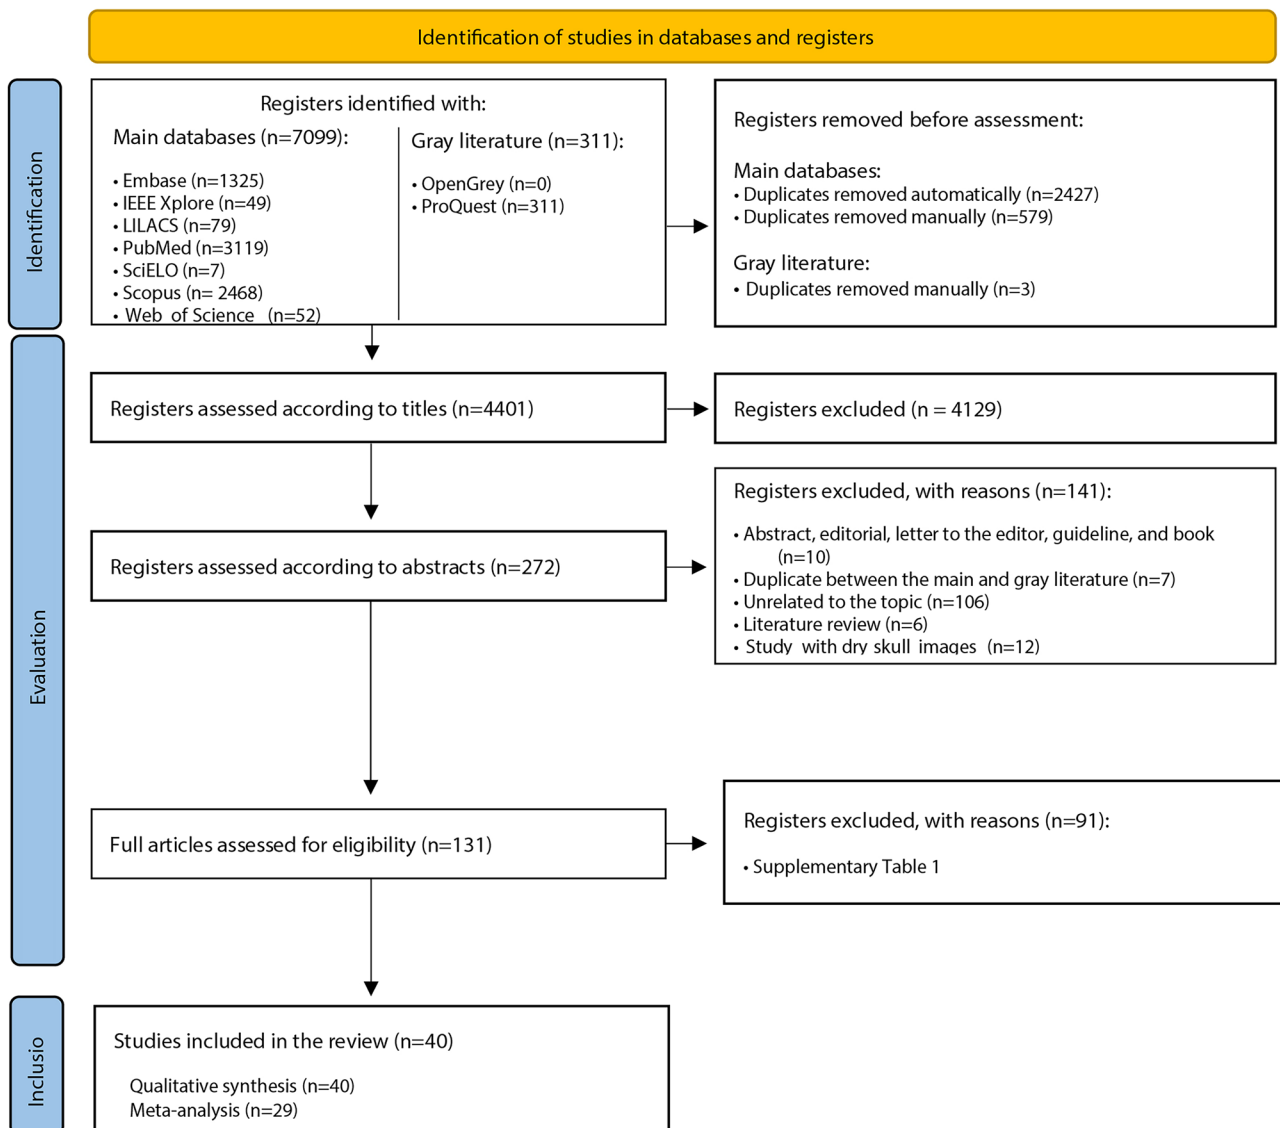 Identification of studies in databases and registers
Identification
Registers identified with:
Main databases (n=7099):
• Embase (n=1325)
• IEEE Xplore (n=49)
• LILACS (n=79)
• PubMed (n=3119)
• SciELO (n=7)
• Scopus (n= 2468)
• Web of Science (n=52)
Gray literature (n=311):
• OpenGrey (n=0)
• ProQuest (n=311)
Registers removed before assessment:
Main databases:
• Duplicates removed automatically (n=2427)
• Duplicates removed manually (n=579)
Gray literature:
• Duplicates removed manually (n=3)
Evaluation
Registers assessed according to titles (n=4401)
Registers excluded (n = 4129)
Registers assessed according to abstracts (n=272)
Registers excluded, with reasons (n=141):
• Abstract, editorial, letter to the editor, guideline, and book
(n=10)
• Duplicate between the main and gray literature (n=7)
• Unrelated to the topic (n=106)
• Literature review (n=6)
• Study with dry skull images (n=12)
Full articles assessed for eligibility (n=131)
Registers excluded, with reasons (n=91):
• Supplementary Table 1
Inclusio
Studies included in the review (n=40)
Qualitative synthesis (n=40)
Meta-analysis (n=29)